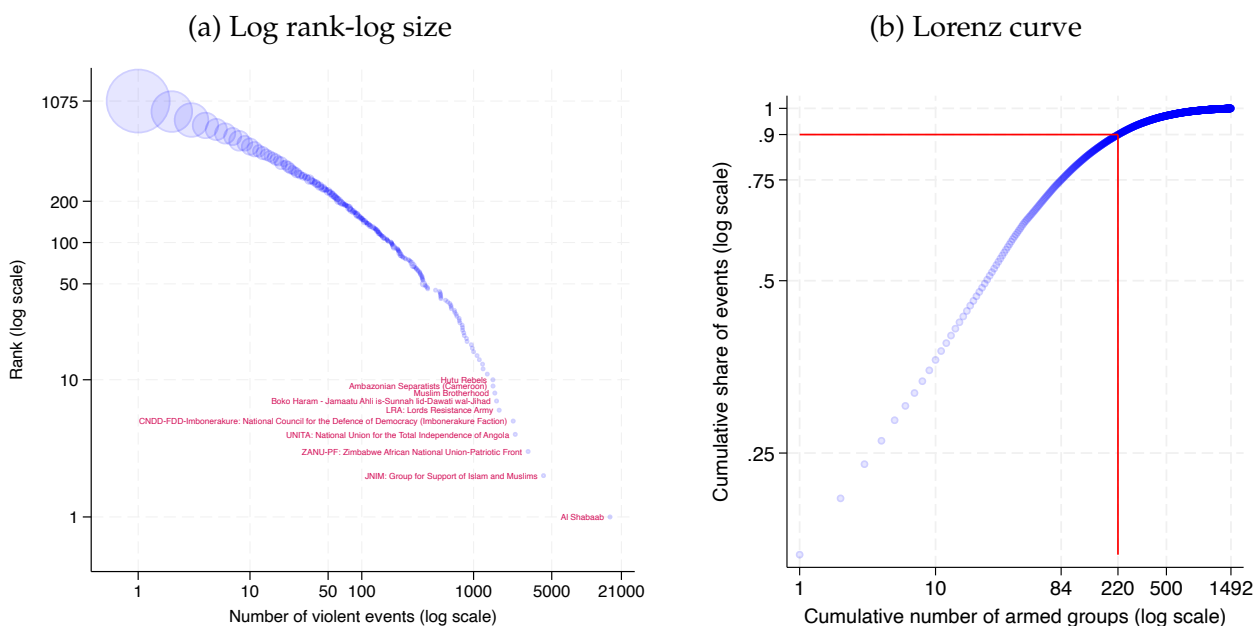 (a) Log rank-log size
1075
200
100
50
10
1
Rank (log scale)
Hutu Rebels
Ambazonian Separatists (Cameroon)
Muslim Brotherhood
Boko Haram - Jamaatu Ahli is-Sunnah lid-Dawati wal-Jihad
LRA: Lords Resistance Army
CNDD-FDD-Imbonerakure: National Council for the Defence of Democracy (Imbonerakure Faction)
UNITA: National Union for the Total Independence of Angola
ZANU-PF: Zimbabwe African National Union-Patriotic Front
JNIM: Group for Support of Islam and Muslims
Al Shabaab
1 10 50 100 1000 5000 21000
Number of violent events (log scale)
(b) Lorenz curve
1
.9
.75
.5
.25
Cumulative share of events (log scale)
1 10 84 220 500 1492
Cumulative number of armed groups (log scale)